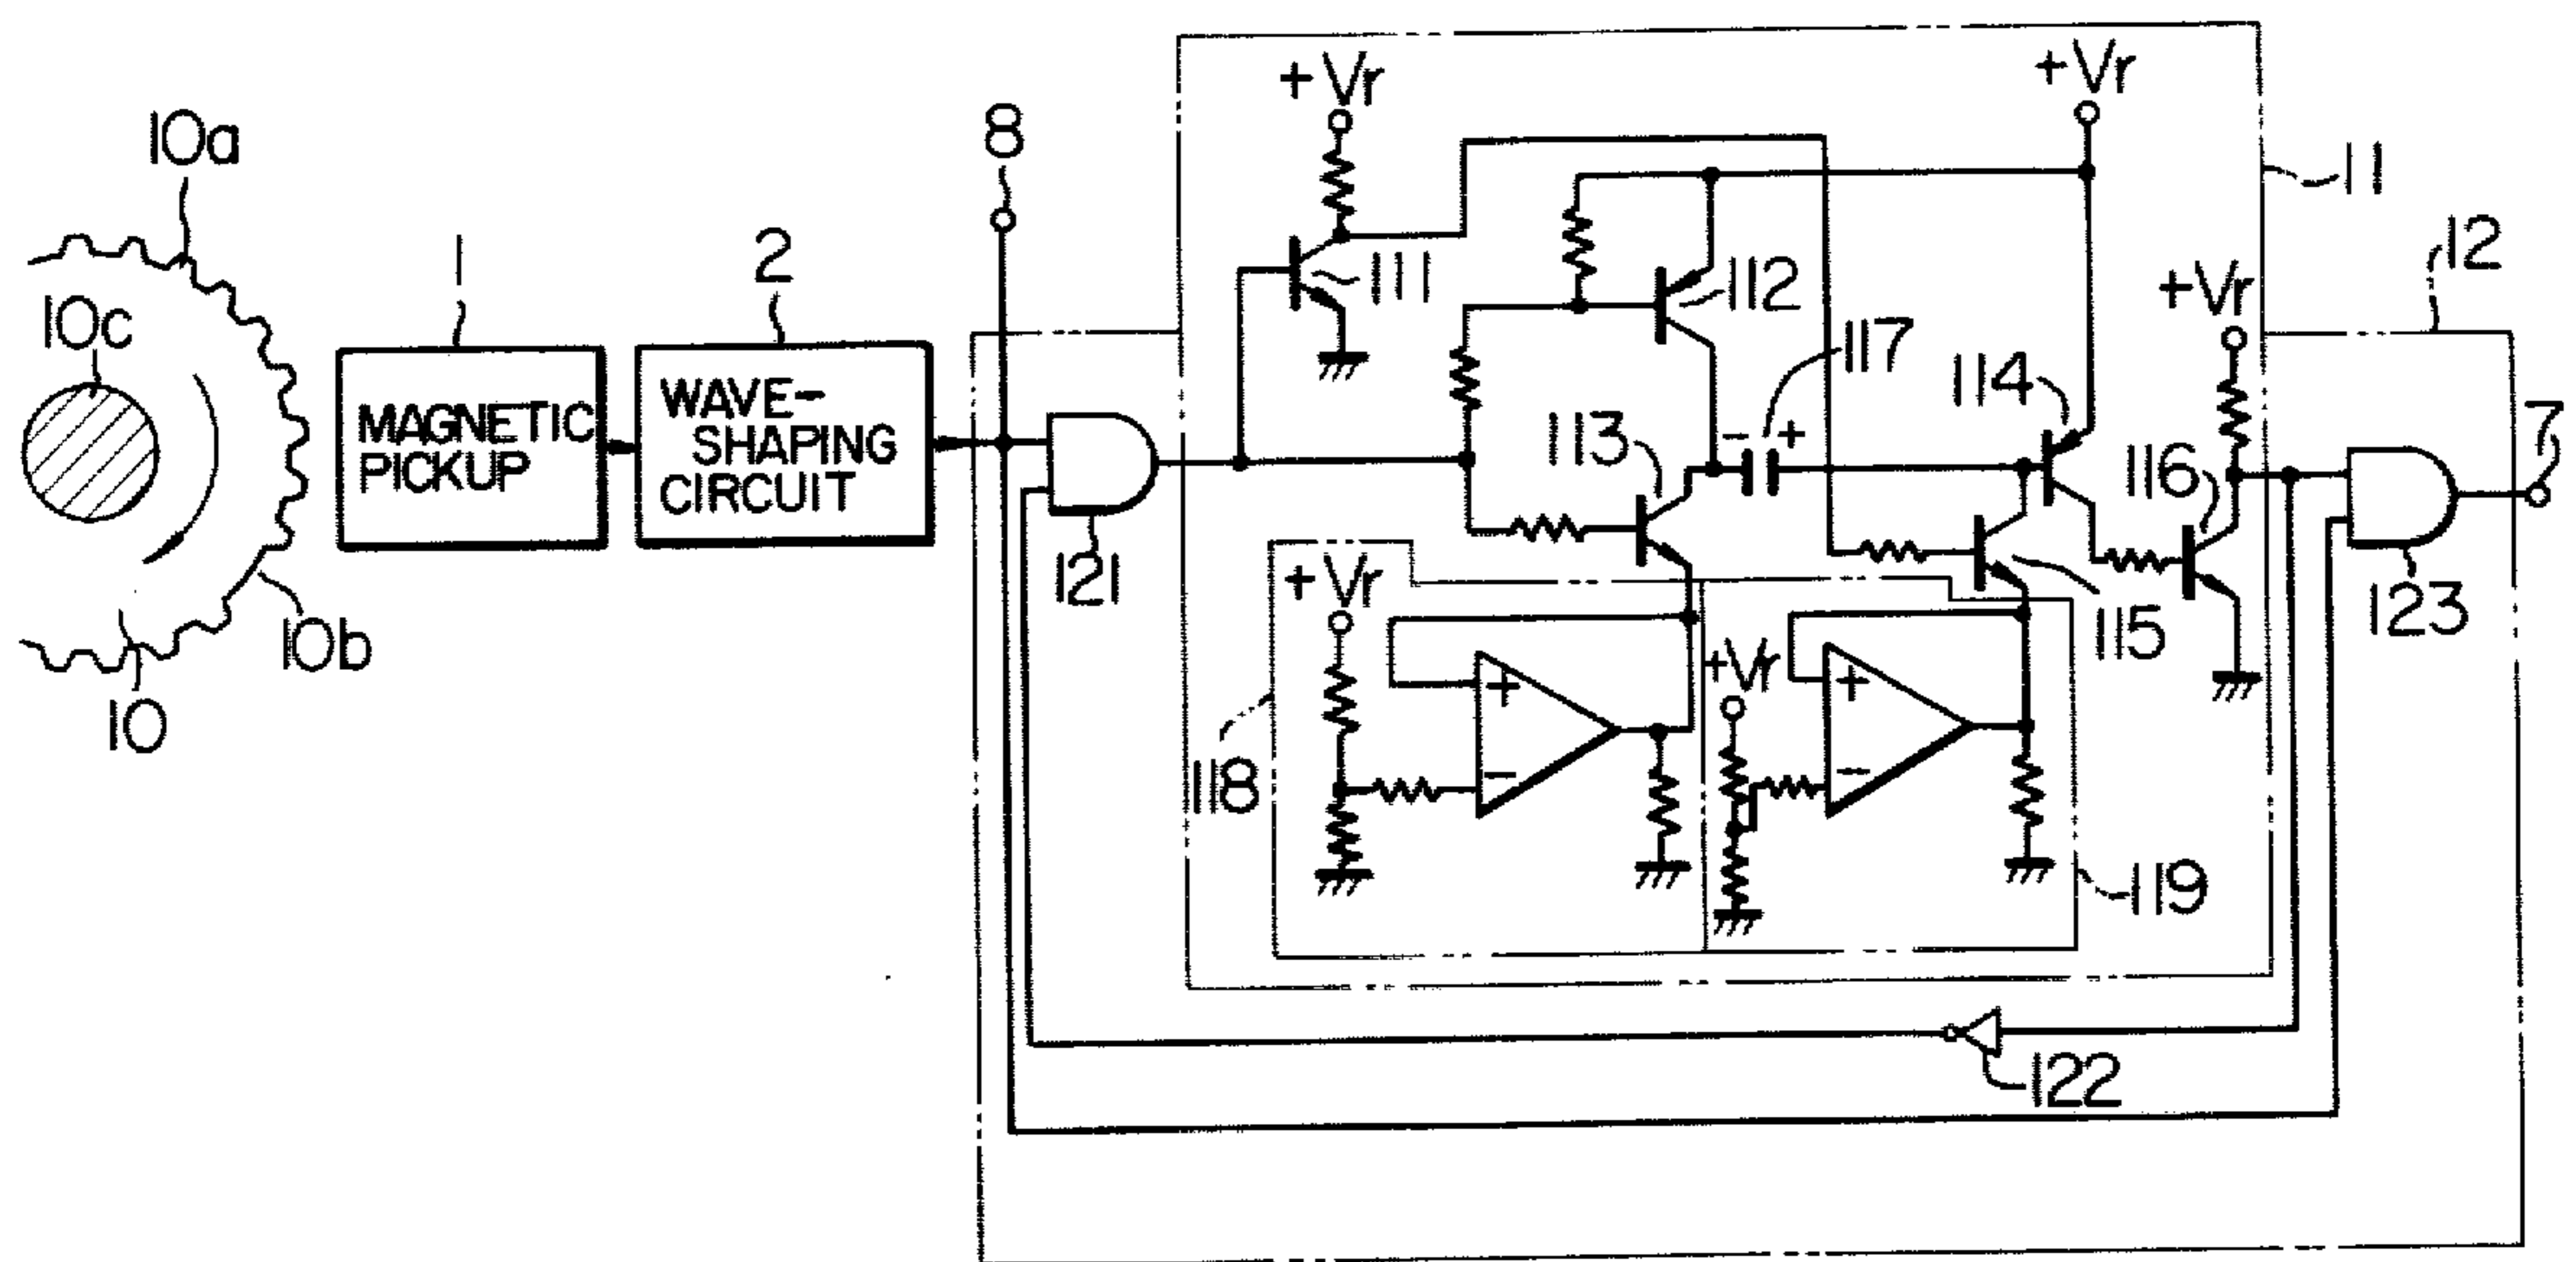 10a
10c
10b
10
1
MAGNETIC
PICKUP
2
WAVE-
SHAPING
CIRCUIT
8
121
+Vr
111
112
113
- 117 +
+Vr
114
115
116
+Vr
11
12
7
123
118
+Vr
+
-
+Vr
+
-
119
122